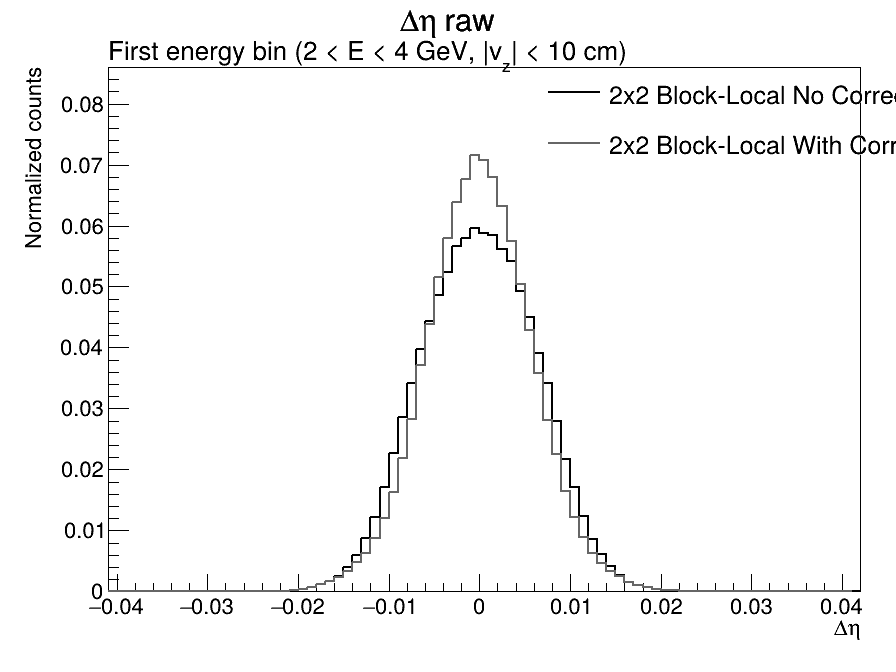 Δη raw
First energy bin (2 < E < 4 GeV, |v_z| < 10 cm)
Normalized counts
2x2 Block-Local No Corre
2x2 Block-Local With Corr
0.08
0.07
0.06
0.05
0.04
0.03
0.02
0.01
0
−0.04 −0.03 −0.02 −0.01 0 0.01 0.02 0.03 0.04
Δη